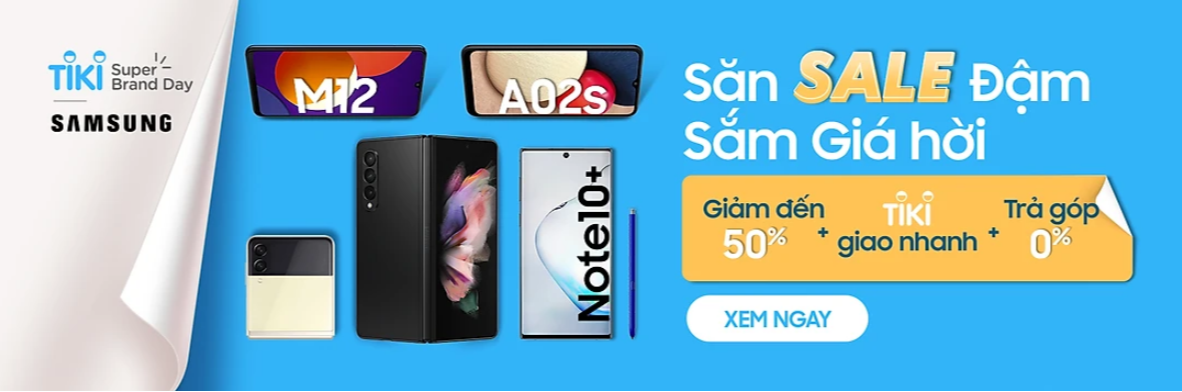 TIKI Super
Brand Day
SAMSUNG
M12
A02s
Note10+
Săn SALE Đậm
Sắm Giá hời
Giảm đến
50%
+
TIKI
giao nhanh
+
Trả góp
0%
XEM NGAY